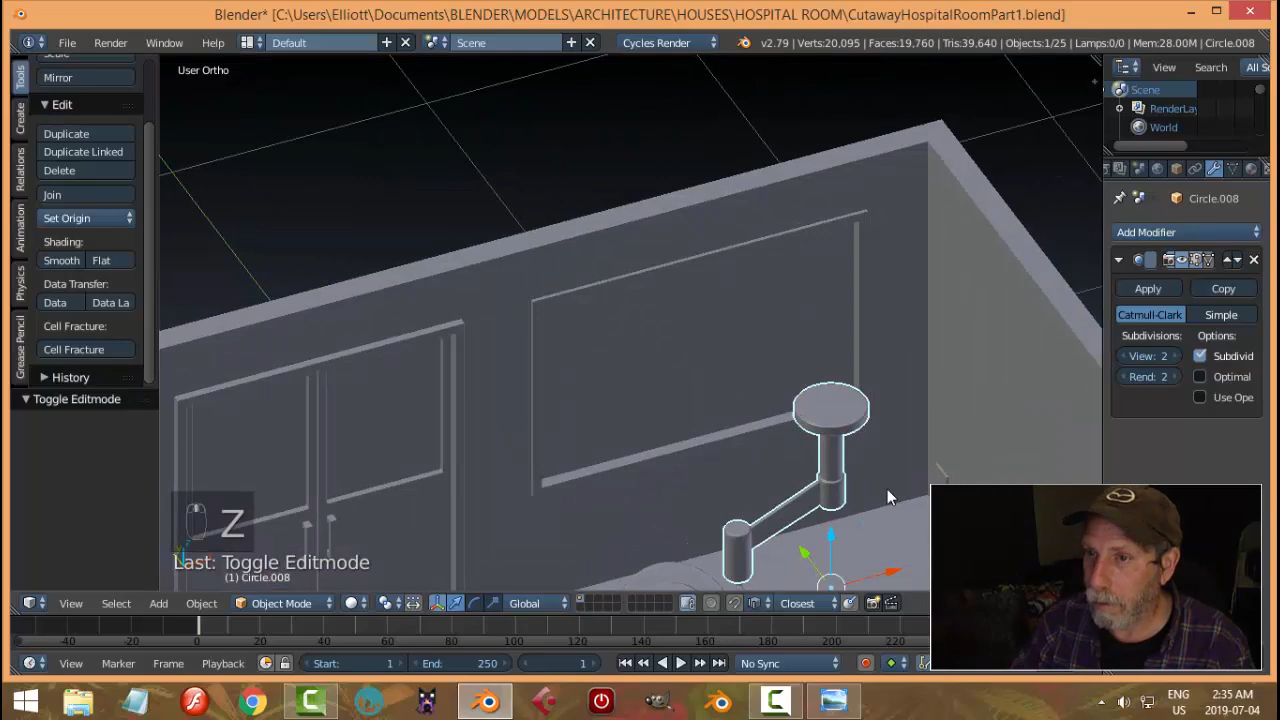 Blender* [C:\Users\Elliott\Documents\BLENDER\MODELS\ARCHITECTURE\HOUSES\HOSPITAL ROOM\CutawayHospitalRoomPart1.blend]
File Render Window Help Default Scene Cycles Render v2.79 | Verts:20,095 | Faces:19,760 | Tris:39,640 | Objects:1/25 | Lamps:0/0 | Mem:28.00M | Circle.008
Tools
Create
Relations
Animation
Physics
Grease Pencil
Mirror
Edit
Duplicate
Duplicate Linked
Delete
Join
Set Origin
Shading:
Smooth Flat
Data Transfer:
Data Data La
Cell Fracture:
Cell Fracture
History
Toggle Editmode
User Ortho
Z
Last: Toggle Editmode
(1) Circle.008
View Search All S
Scene
RenderLay
World
Circle.008
Add Modifier
Apply Copy
Catmull-Clark Simple
Subdivisions: Options:
View: 2 Subdivid
Rend: 2 Optimal
Use Ope
View Select Add Object Object Mode Global Closest
-40 -20 0 20 40 60 80 100 120 140 160 180 200 220
View Marker Frame Playback Start: 1 End: 250 1 No Sync
ENG
US
2:35 AM
2019-07-04